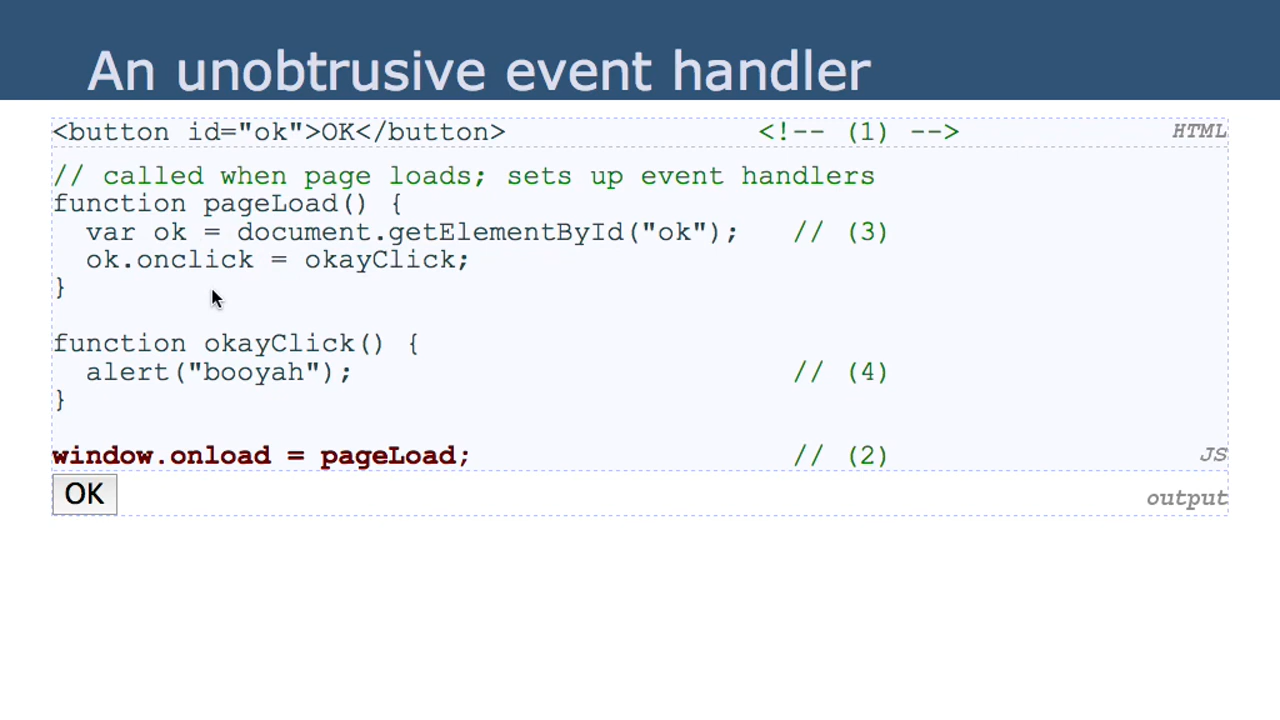 An unobtrusive event handler
<button id="ok">OK</button> <!-- (1) --> HTML
// called when page loads; sets up event handlers
function pageLoad() {
var ok = document.getElementById("ok"); // (3)
ok.onclick = okayClick;
}
function okayClick() {
alert("booyah"); // (4)
}
window.onload = pageLoad; // (2) JS
OK output